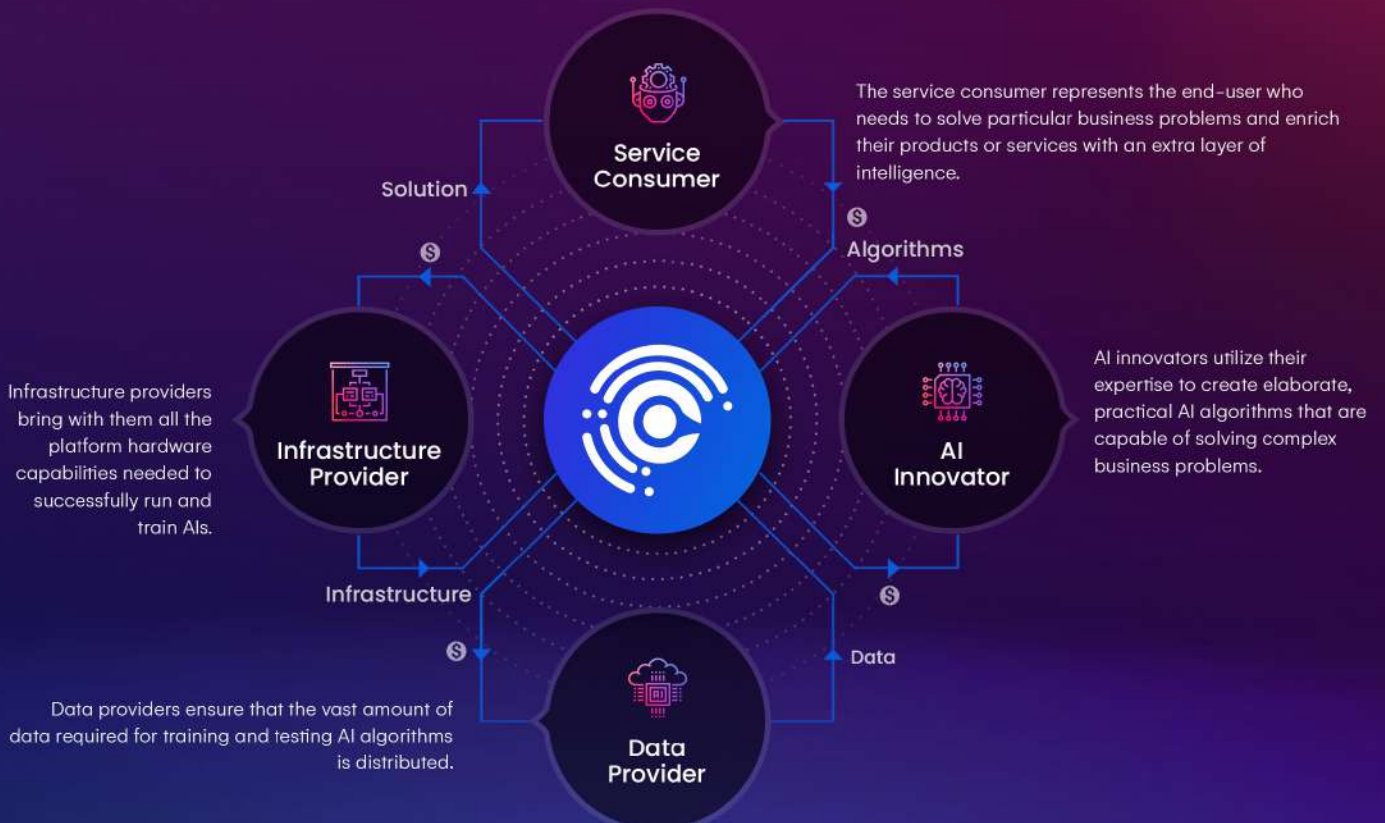 The service consumer represents the end-user who
needs to solve particular business problems and enrich
their products or services with an extra layer of
intelligence.
Service
Consumer
Solution
$
$
Algorithms
Infrastructure providers
bring with them all the
platform hardware
capabilities needed to
successfully run and
train AIs.
Infrastructure
Provider
AI
Innovator
AI innovators utilize their
expertise to create elaborate,
practical AI algorithms that are
capable of solving complex
business problems.
Infrastructure
$
$
Data
AI
Data providers ensure that the vast amount of
data required for training and testing AI algorithms
is distributed.
Data
Provider